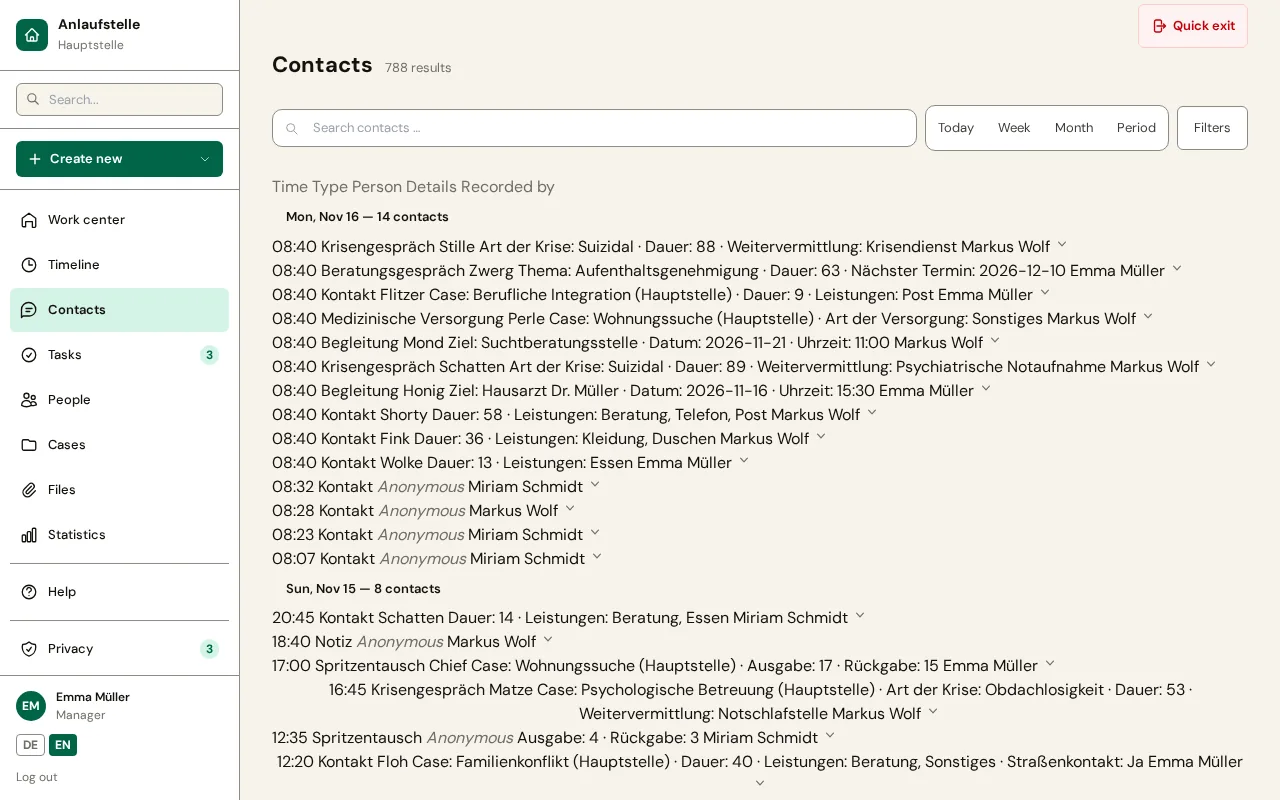 Anlaufstelle
Hauptstelle
Search...
Create new
Work center
Timeline
Contacts
Tasks 3
People
Cases
Files
Statistics
Help
Privacy 3
EM
Emma Müller
Manager
DE EN
Log out
Quick exit
Contacts 788 results
Search contacts ...
Today Week Month Period Filters
Time Type Person Details Recorded by
Mon, Nov 16 — 14 contacts
08:40 Krisengespräch Stille Art der Krise: Suizidal · Dauer: 88 · Weitervermittlung: Krisendienst Markus Wolf
08:40 Beratungsgespräch Zwerg Thema: Aufenthaltsgenehmigung · Dauer: 63 · Nächster Termin: 2026-12-10 Emma Müller
08:40 Kontakt Flitzer Case: Berufliche Integration (Hauptstelle) · Dauer: 9 · Leistungen: Post Emma Müller
08:40 Medizinische Versorgung Perle Case: Wohnungssuche (Hauptstelle) · Art der Versorgung: Sonstiges Markus Wolf
08:40 Begleitung Mond Ziel: Suchtberatungsstelle · Datum: 2026-11-21 · Uhrzeit: 11:00 Markus Wolf
08:40 Krisengespräch Schatten Art der Krise: Suizidal · Dauer: 89 · Weitervermittlung: Psychiatrische Notaufnahme Markus Wolf
08:40 Begleitung Honig Ziel: Hausarzt Dr. Müller · Datum: 2026-11-16 · Uhrzeit: 15:30 Emma Müller
08:40 Kontakt Shorty Dauer: 58 · Leistungen: Beratung, Telefon, Post Markus Wolf
08:40 Kontakt Fink Dauer: 36 · Leistungen: Kleidung, Duschen Markus Wolf
08:40 Kontakt Wolke Dauer: 13 · Leistungen: Essen Emma Müller
08:32 Kontakt Anonymous Miriam Schmidt
08:28 Kontakt Anonymous Markus Wolf
08:23 Kontakt Anonymous Miriam Schmidt
08:07 Kontakt Anonymous Miriam Schmidt
Sun, Nov 15 — 8 contacts
20:45 Kontakt Schatten Dauer: 14 · Leistungen: Beratung, Essen Miriam Schmidt
18:40 Notiz Anonymous Markus Wolf
17:00 Spritzentausch Chief Case: Wohnungssuche (Hauptstelle) · Ausgabe: 17 · Rückgabe: 15 Emma Müller
16:45 Krisengespräch Matze Case: Psychologische Betreuung (Hauptstelle) · Art der Krise: Obdachlosigkeit · Dauer: 53 ·
Weitervermittlung: Notschlafstelle Markus Wolf
12:35 Spritzentausch Anonymous Ausgabe: 4 · Rückgabe: 3 Miriam Schmidt
12:20 Kontakt Floh Case: Familienkonflikt (Hauptstelle) · Dauer: 40 · Leistungen: Beratung, Sonstiges · Straßenkontakt: Ja Emma Müller